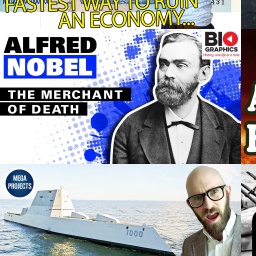 FASTEST WAY TO RUIN
AN ECONOMY...
ALFRED
NOBEL
BIO
GRAPHICS
THE MERCHANT
OF DEATH
MEGA
PROJECTS
1000